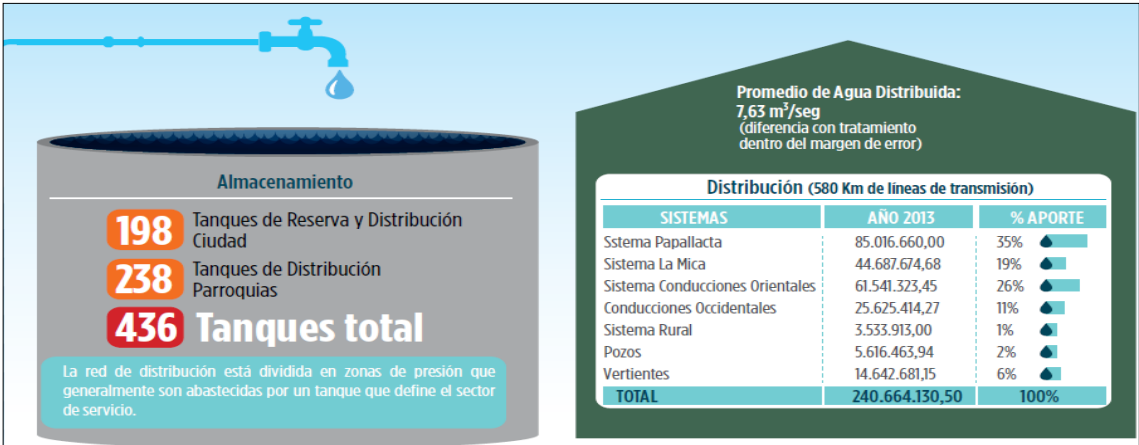 Almacenamiento
198 Tanques de Reserva y Distribución
Ciudad
238 Tanques de Distribución
Parroquias
436 Tanques total
La red de distribución está dividida en zonas de presión que
generalmente son abastecidas por un tanque que define el sector
de servicio.
Promedio de Agua Distribuida:
7,63 m³/seg
(diferencia con tratamiento
dentro del margen de error)
Distribución (580 Km de líneas de transmisión)
SISTEMAS AÑO 2013 % APORTE
Sstema Papallacta 85.016.660,00 35%
Sistema La Mica 44.687.674,68 19%
Sistema Conducciones Orientales 61.541.323,45 26%
Conducciones Occidentales 25.625.414,27 11%
Sistema Rural 3.533.913,00 1%
Pozos 5.616.463,94 2%
Vertientes 14.642.681,15 6%
TOTAL 240.664.130,50 100%